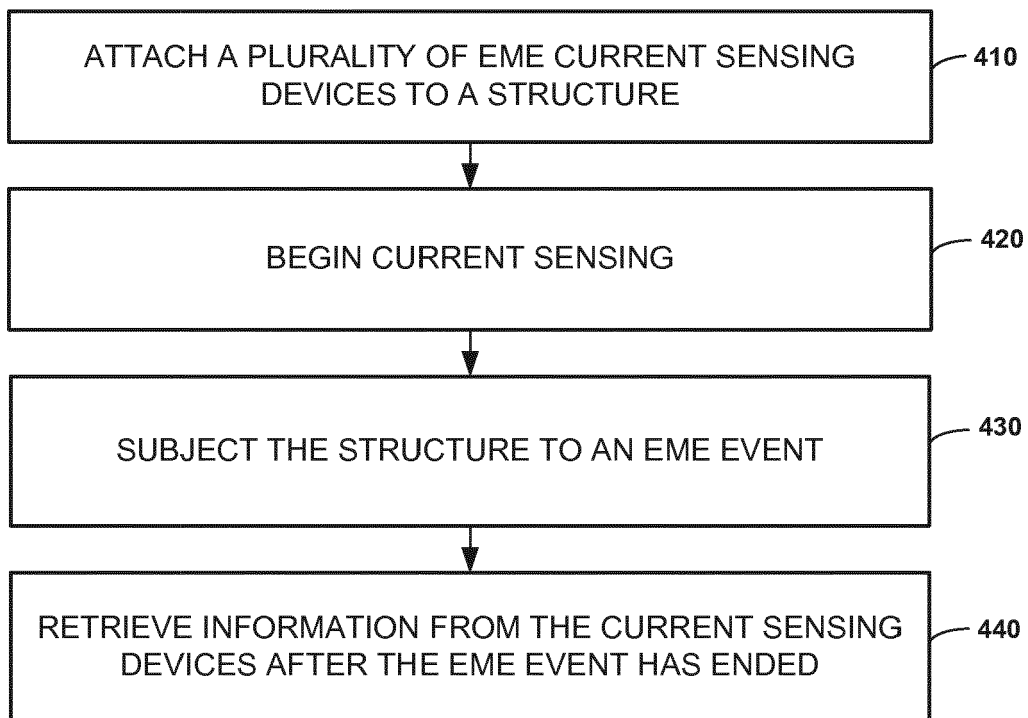 ATTACH A PLURALITY OF EME CURRENT SENSING
DEVICES TO A STRUCTURE
410
BEGIN CURRENT SENSING
420
SUBJECT THE STRUCTURE TO AN EME EVENT
430
RETRIEVE INFORMATION FROM THE CURRENT SENSING
DEVICES AFTER THE EME EVENT HAS ENDED
440